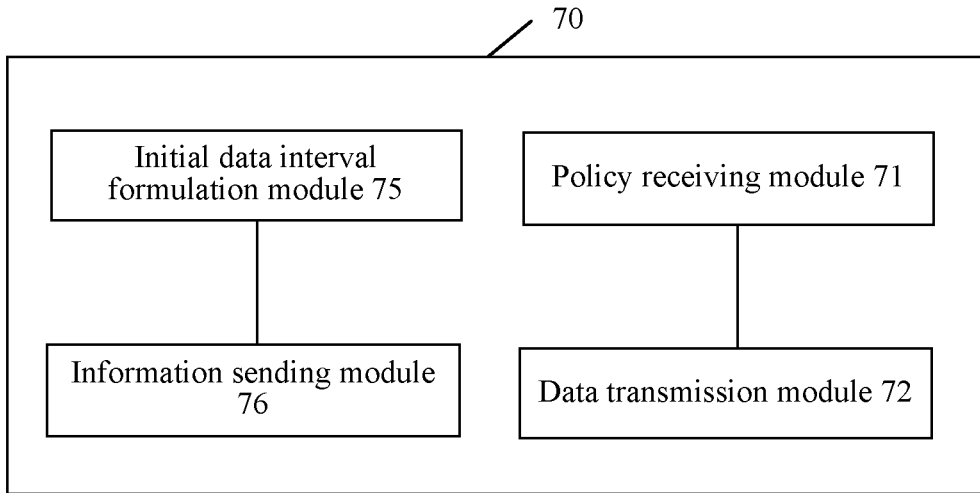 70
Initial data interval
formulation module 75
Policy receiving module 71
Information sending module
76
Data transmission module 72